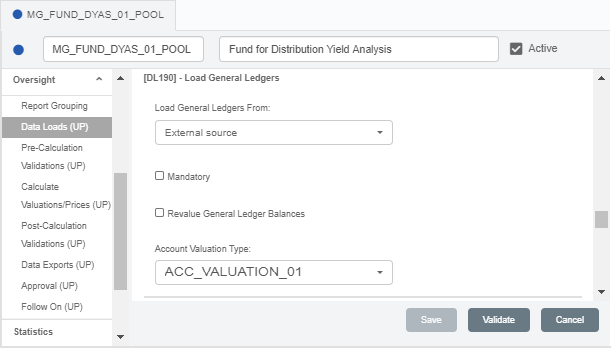 MG_FUND_DYAS_01_POOL
MG_FUND_DYAS_01_POOL
Fund for Distribution Yield Analysis
Active
Oversight
Report Grouping
Data Loads (UP)
Pre-Calculation
Validations (UP)
Calculate
Valuations/Prices (UP)
Post-Calculation
Validations (UP)
Data Exports (UP)
Approval (UP)
Follow On (UP)
Statistics
[DL190] - Load General Ledgers
Load General Ledgers From:
External source
Mandatory
Revalue General Ledger Balances
Account Valuation Type:
ACC_VALUATION_01
Save
Validate
Cancel